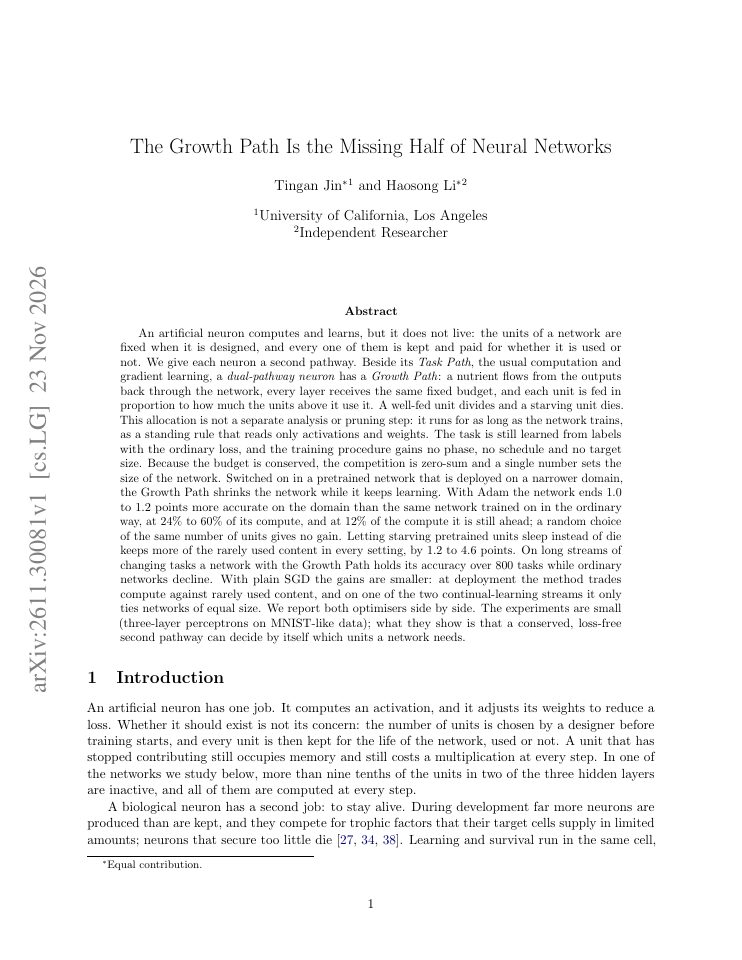 The Growth Path Is the Missing Half of Neural Networks
Tingan Jin*1 and Haosong Li*2
1University of California, Los Angeles
2Independent Researcher
arXiv:2611.30081v1 [cs.LG] 23 Nov 2026
Abstract
An artificial neuron computes and learns, but it does not live: the units of a network are
fixed when it is designed, and every one of them is kept and paid for whether it is used or
not. We give each neuron a second pathway. Beside its Task Path, the usual computation and
gradient learning, a dual-pathway neuron has a Growth Path: a nutrient flows from the outputs
back through the network, every layer receives the same fixed budget, and each unit is fed in
proportion to how much the units above it use it. A well-fed unit divides and a starving unit dies.
This allocation is not a separate analysis or pruning step: it runs for as long as the network trains,
as a standing rule that reads only activations and weights. The task is still learned from labels
with the ordinary loss, and the training procedure gains no phase, no schedule and no target
size. Because the budget is conserved, the competition is zero-sum and a single number sets the
size of the network. Switched on in a pretrained network that is deployed on a narrower domain,
the Growth Path shrinks the network while it keeps learning. With Adam the network ends 1.0
to 1.2 points more accurate on the domain than the same network trained on in the ordinary
way, at 24% to 60% of its compute, and at 12% of the compute it is still ahead; a random choice
of the same number of units gives no gain. Letting starving pretrained units sleep instead of die
keeps more of the rarely used content in every setting, by 1.2 to 4.6 points. On long streams of
changing tasks a network with the Growth Path holds its accuracy over 800 tasks while ordinary
networks decline. With plain SGD the gains are smaller: at deployment the method trades
compute against rarely used content, and on one of the two continual-learning streams it only
ties networks of equal size. We report both optimisers side by side. The experiments are small
(three-layer perceptrons on MNIST-like data); what they show is that a conserved, loss-free
second pathway can decide by itself which units a network needs.
1 Introduction
An artificial neuron has one job. It computes an activation, and it adjusts its weights to reduce a
loss. Whether it should exist is not its concern: the number of units is chosen by a designer before
training starts, and every unit is then kept for the life of the network, used or not. A unit that has
stopped contributing still occupies memory and still costs a multiplication at every step. In one of
the networks we study below, more than nine tenths of the units in two of the three hidden layers
are inactive, and all of them are computed at every step.
A biological neuron has a second job: to stay alive. During development far more neurons are
produced than are kept, and they compete for trophic factors that their target cells supply in limited
amounts; neurons that secure too little die [27, 34, 38]. Learning and survival run in the same cell,
*Equal contribution.
1